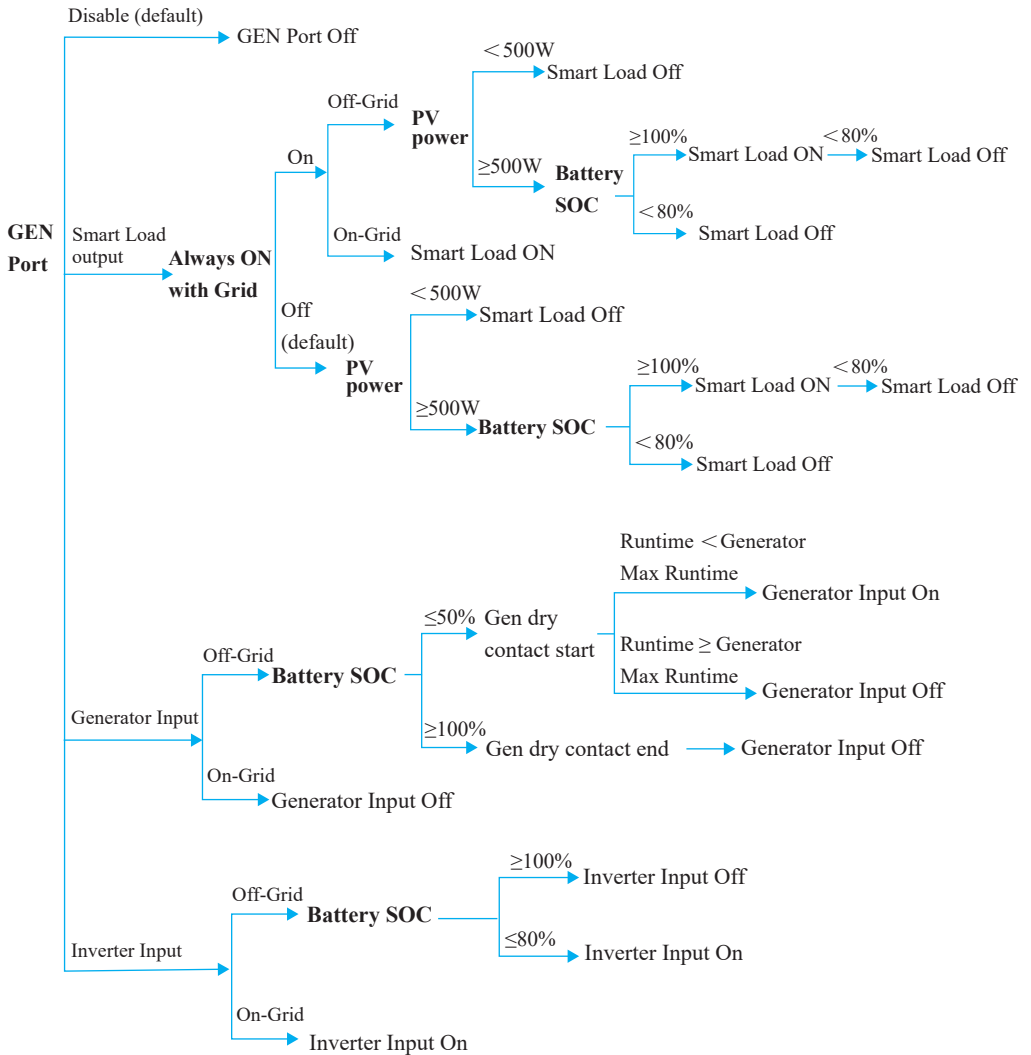 Disable (default)
GEN Port Off
<500W
Smart Load Off
Off-Grid
PV
power
≥100%
<80%
On
Smart Load ON
Smart Load Off
≥500W
Battery
SOC
<80%
Smart Load Off
GEN
Port
Smart Load
output
Always ON
with Grid
On-Grid
Smart Load ON
<500W
Off
(default)
Smart Load Off
PV
power
≥100%
<80%
Smart Load ON
Smart Load Off
≥500W
Battery SOC
<80%
Smart Load Off
Runtime <Generator
Max Runtime
Generator Input On
≤50%
Gen dry
contact start
Runtime ≥ Generator
Max Runtime
Generator Input Off
Off-Grid
Battery SOC
Generator Input
≥100%
Gen dry contact end
Generator Input Off
On-Grid
Generator Input Off
≥100%
Inverter Input Off
Off-Grid
Battery SOC
≤80%
Inverter Input On
Inverter Input
On-Grid
Inverter Input On